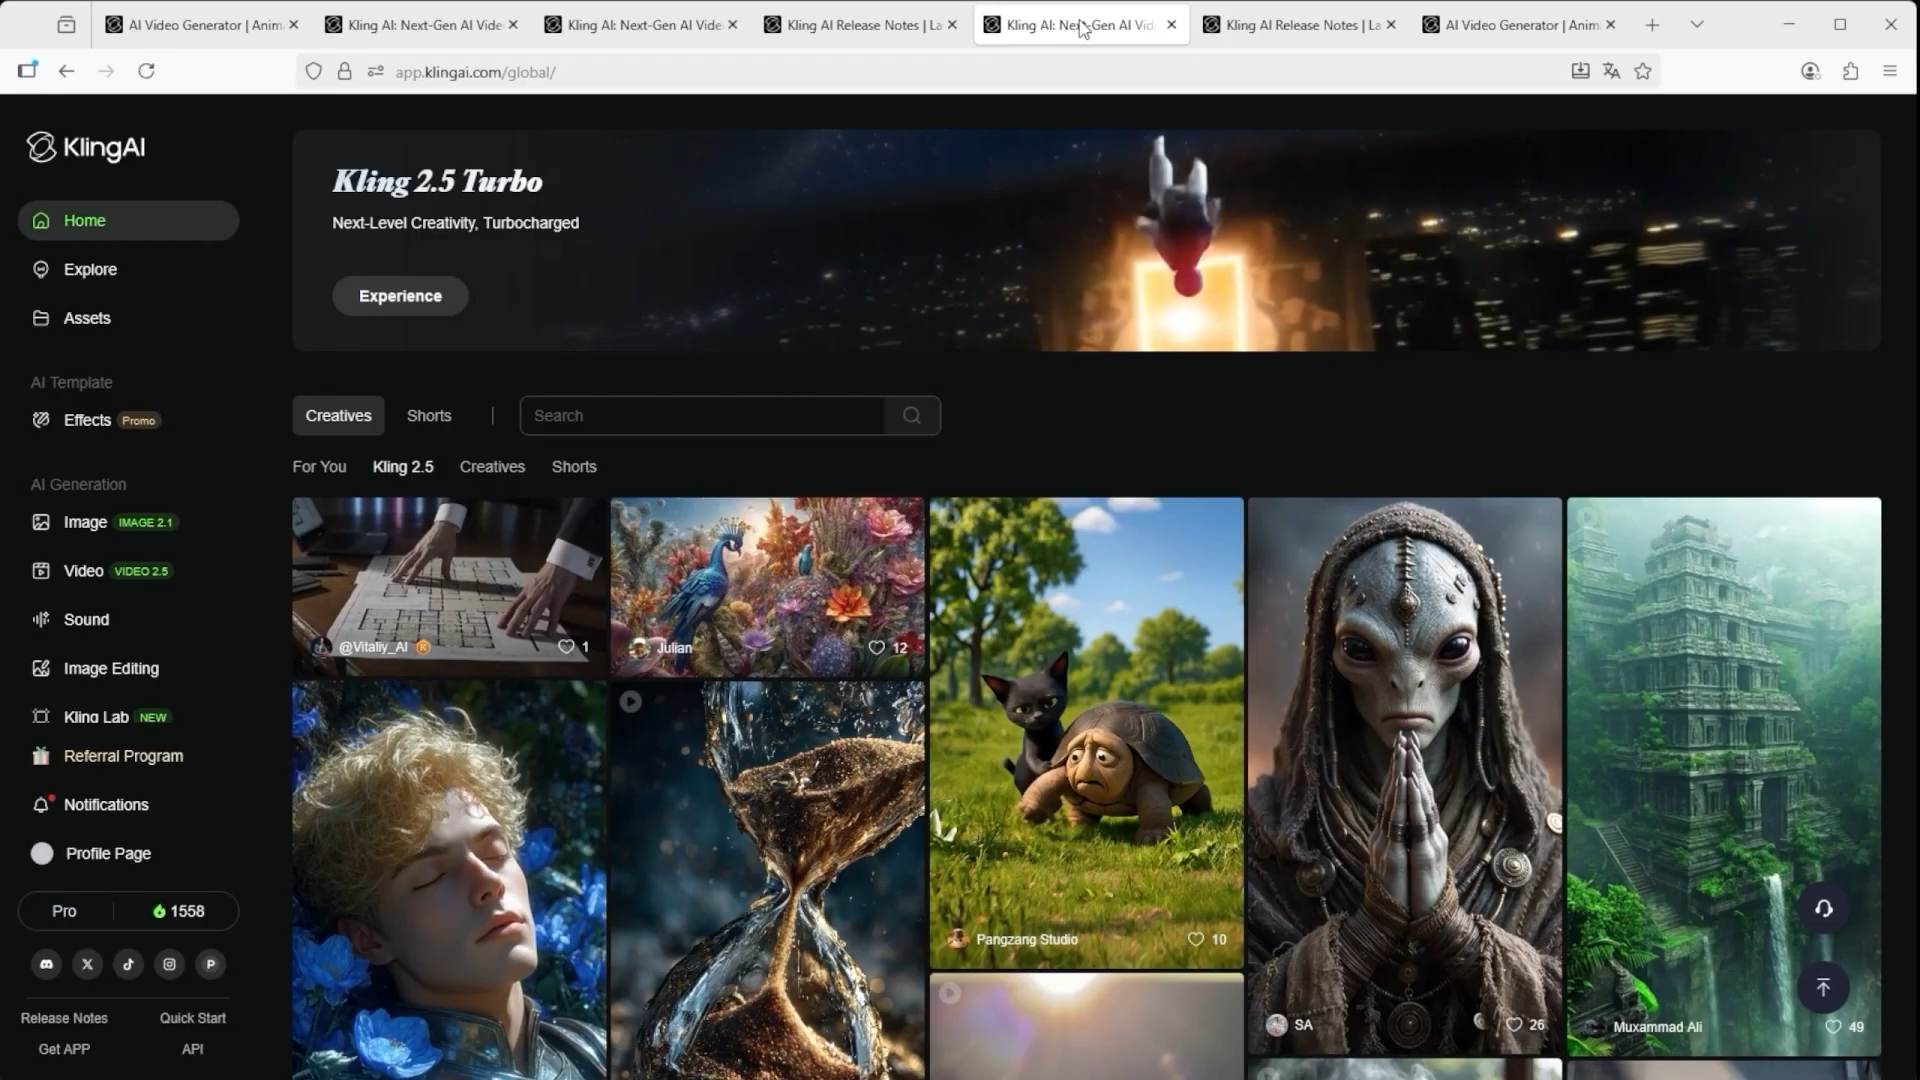 AI Video Generator | Anim
Kling AI: Next-Gen AI Vide
Kling AI: Next-Gen AI Vide
Kling AI Release Notes | La
Kling AI: Next-Gen AI Vid
Kling AI Release Notes | La
AI Video Generator | Anim
app.klingai.com/global/
KlingAI
Home
Explore
Assets
AI Template
Effects Promo
AI Generation
Image IMAGE 2.1
Video VIDEO 2.5
Sound
Image Editing
Kling Lab NEW
Referral Program
Notifications
Profile Page
Pro 1558
Release Notes Quick Start
Get APP API
Kling 2.5 Turbo
Next-Level Creativity, Turbocharged
Experience
Creatives Shorts | Search
For You Kling 2.5 Creatives Shorts
@Vitaliy_AI 1
Julian 12
Pangzang Studio 10
SA 26
Muxammad Ali 49